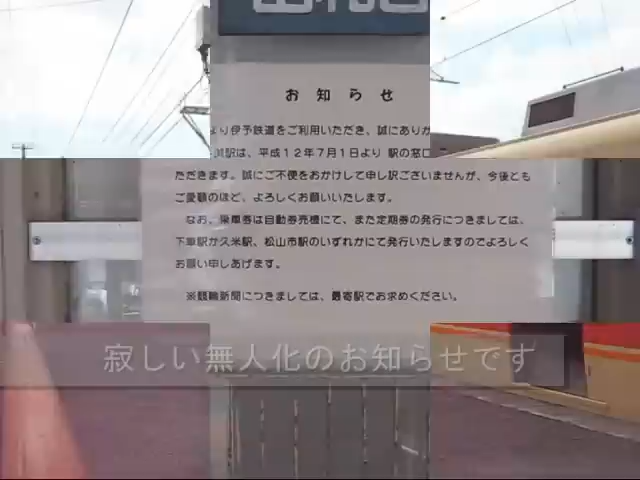 お知らせ
より伊予鉄道をご利用いただき、誠にありが
駅は、平成12年7月1日より 駅の窓口
ただきます。誠にご不便をおかけして申し訳ございませんが、今後とも
ご愛顧のほど、よろしくお願いいたします。
なお、乗車券は自動券売機にて、また定期券の発行につきましては、
下車駅か久米駅、松山市駅のいずれかにて発行いたしますのでよろしく
お願い申しあげます。
※競輪新聞につきましては、最寄駅でお求めください。
寂しい無人化のお知らせです